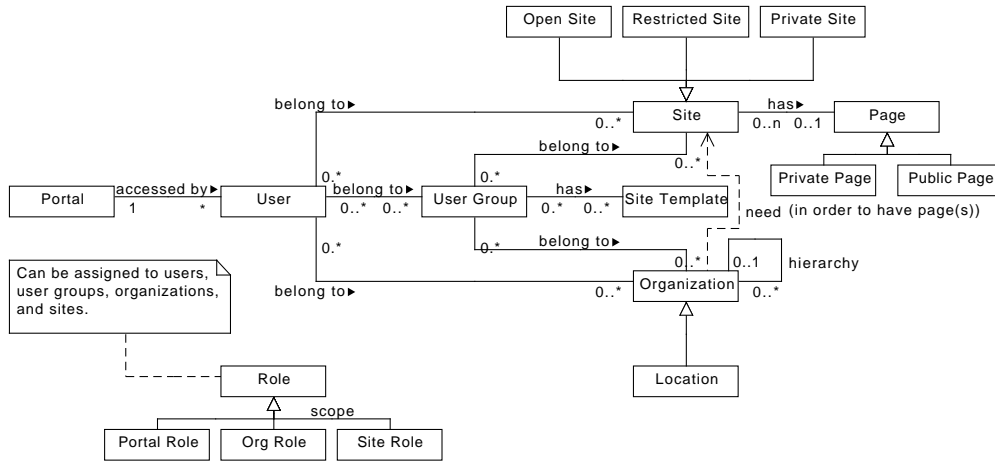 Open Site
Restricted Site
Private Site
belong to▶
0..*
Site
has▶
0..n
0..1
Page
belong to▶
0..*
Private Page
Public Page
0..*
0..*
Portal
accessed by▶
1
*
User
belong to▶
0..*
0..*
User Group
has▶
0..*
0..*
Site Template
need
(in order to have page(s))
0..*
0..*
belong to▶
0..*
0..1
hierarchy
belong to▶
0..*
Organization
0..*
Can be assigned to users,
user groups, organizations,
and sites.
Role
Location
scope
Portal Role
Org Role
Site Role